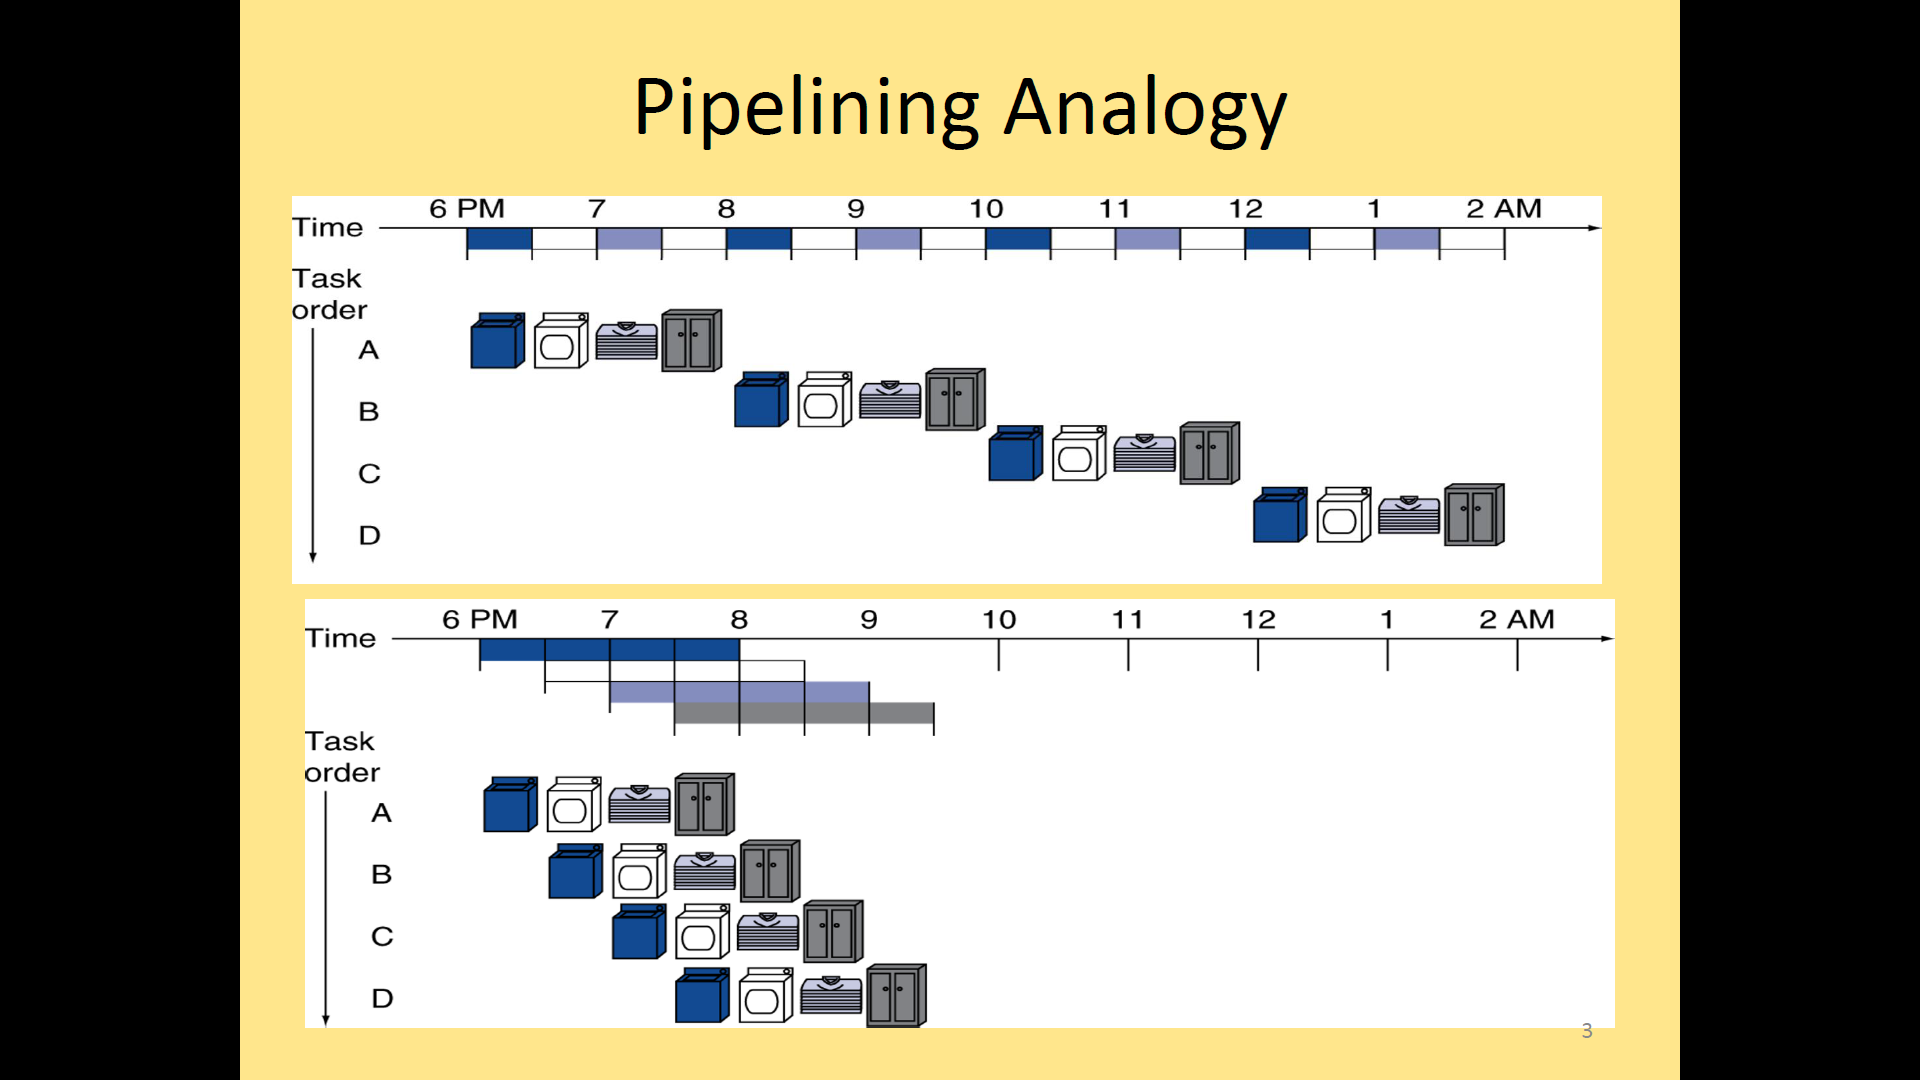 Pipelining Analogy
6 PM 7 8 9 10 11 12 1 2 AM
Time
Task
order
A
B
C
D
6 PM 7 8 9 10 11 12 1 2 AM
Time
Task
order
A
B
C
D
3